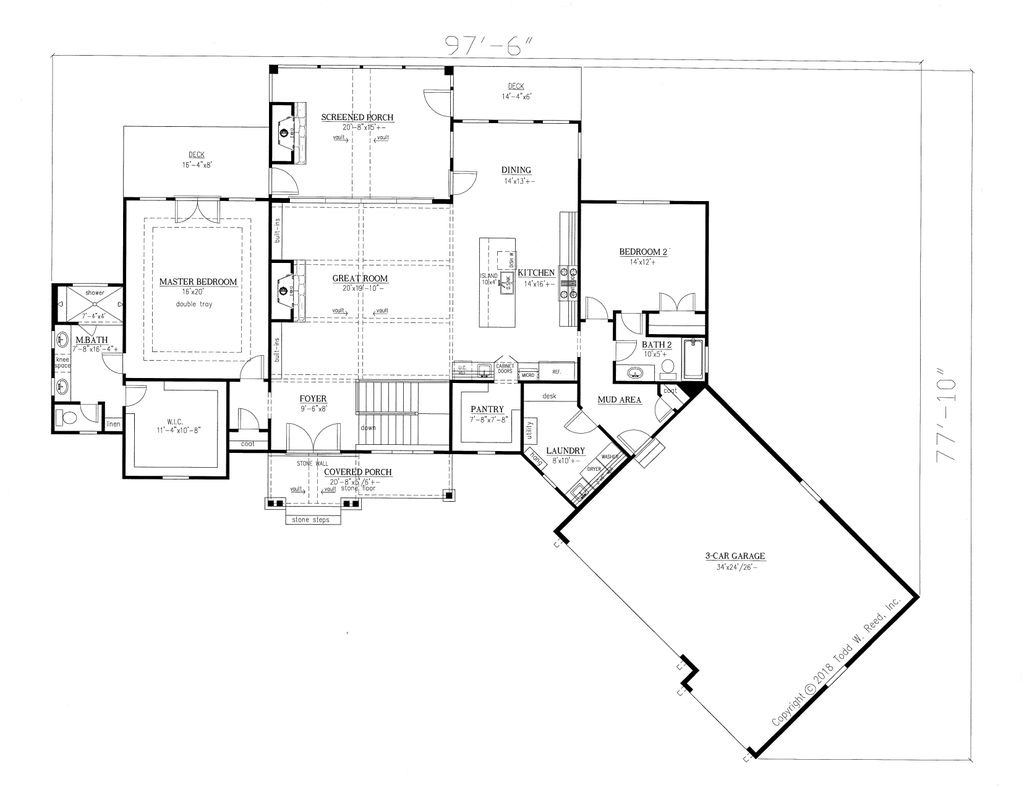 97'-6"
DECK
14'-4"x6'
SCREENED PORCH
20'-8"x16'+-
vault
vault
DECK
16'-4"x8'
DINING
14'x13'+-
built-ins
BEDROOM 2
14'x12'+
MASTER BEDROOM
16'x20'
double tray
GREAT ROOM
20'x19'-10"-
vault
vault
ISLAND
10'x4'
DISH W.
D. SINK
KITCHEN
14'x16'+-
shower
7'-4"x4'
M.BATH
7'-8"x16'-4"+
knee
space
built-ins
BATH 2
10'x5'+
CABINET
DOORS
MICRO
REF.
77'-10"
FOYER
9'-6"x8'
down
PANTRY
7'-8"x7'-8"
desk
MUD AREA
coat
linen
W.I.C.
11'-4"x10'-8"
coat
utility
LAUNDRY
8'x10'+-
hang
WASHER
DRYER
STONE WALL
COVERED PORCH
20'-8"x6'/6'+-
stone floor
vault
vault
stone steps
3-CAR GARAGE
34'x24'/26'-
Copyright © 2018 Todd W. Reed, Inc.